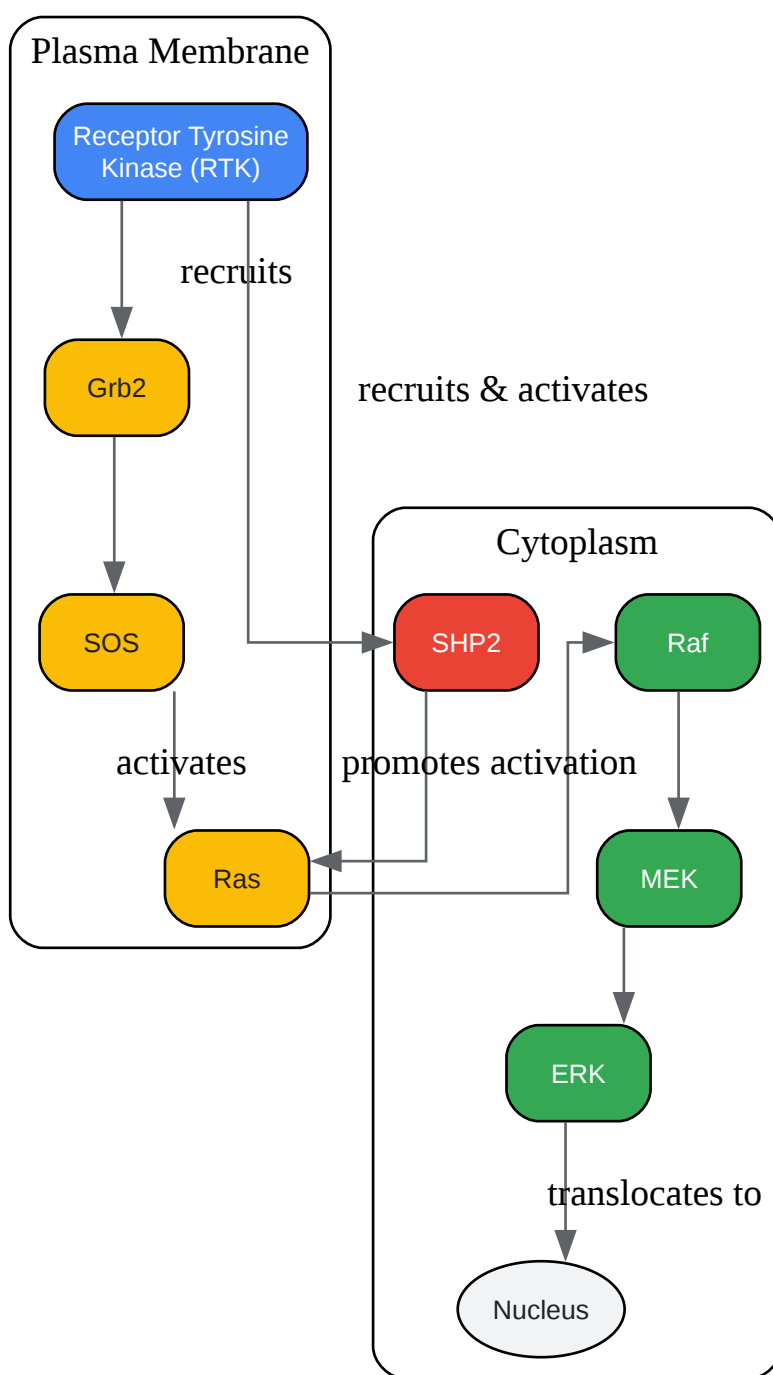 Plasma Membrane
Receptor Tyrosine
Kinase (RTK)
recruits
Grb2
recruits & activates
Cytoplasm
SOS
SHP2
Raf
activates
promotes activation
Ras
MEK
ERK
translocates to
Nucleus